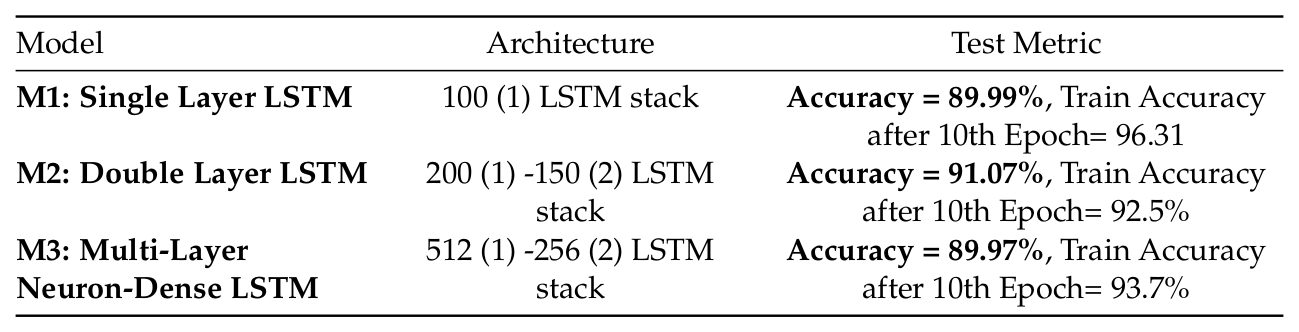 Model Architecture Test Metric
M1: Single Layer LSTM 100 (1) LSTM stack Accuracy = 89.99%, Train Accuracy
after 10th Epoch= 96.31
M2: Double Layer LSTM 200 (1) -150 (2) LSTM Accuracy = 91.07%, Train Accuracy
stack after 10th Epoch= 92.5%
M3: Multi-Layer 512 (1) -256 (2) LSTM Accuracy = 89.97%, Train Accuracy
Neuron-Dense LSTM stack after 10th Epoch= 93.7%